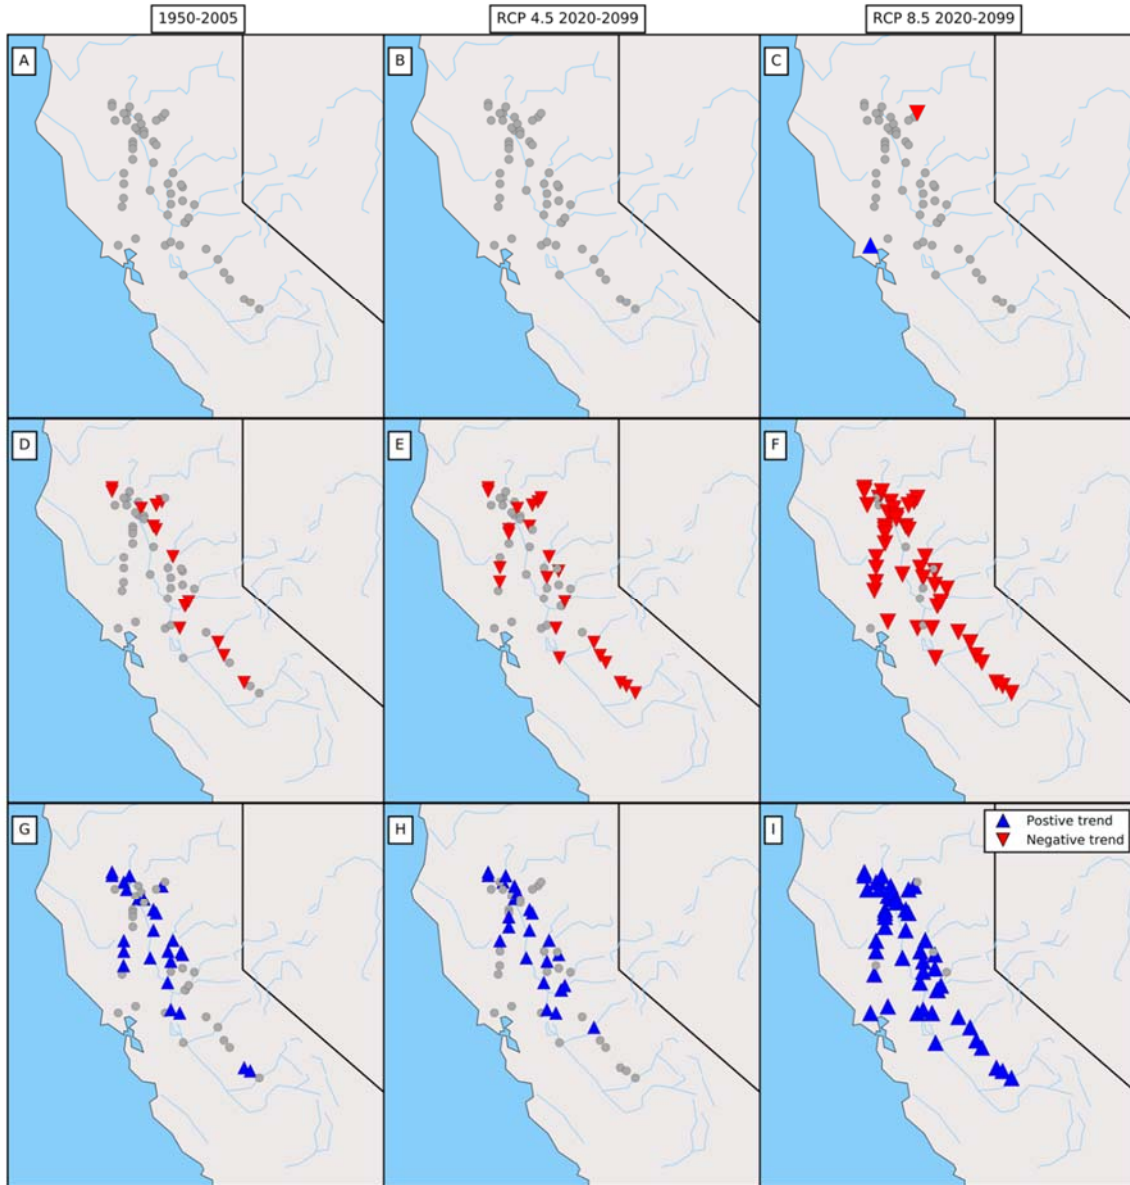 1950-2005
RCP 4.5 2020-2099
RCP 8.5 2020-2099
A
B
C
D
E
F
G
H
I
Postive trend
Negative trend